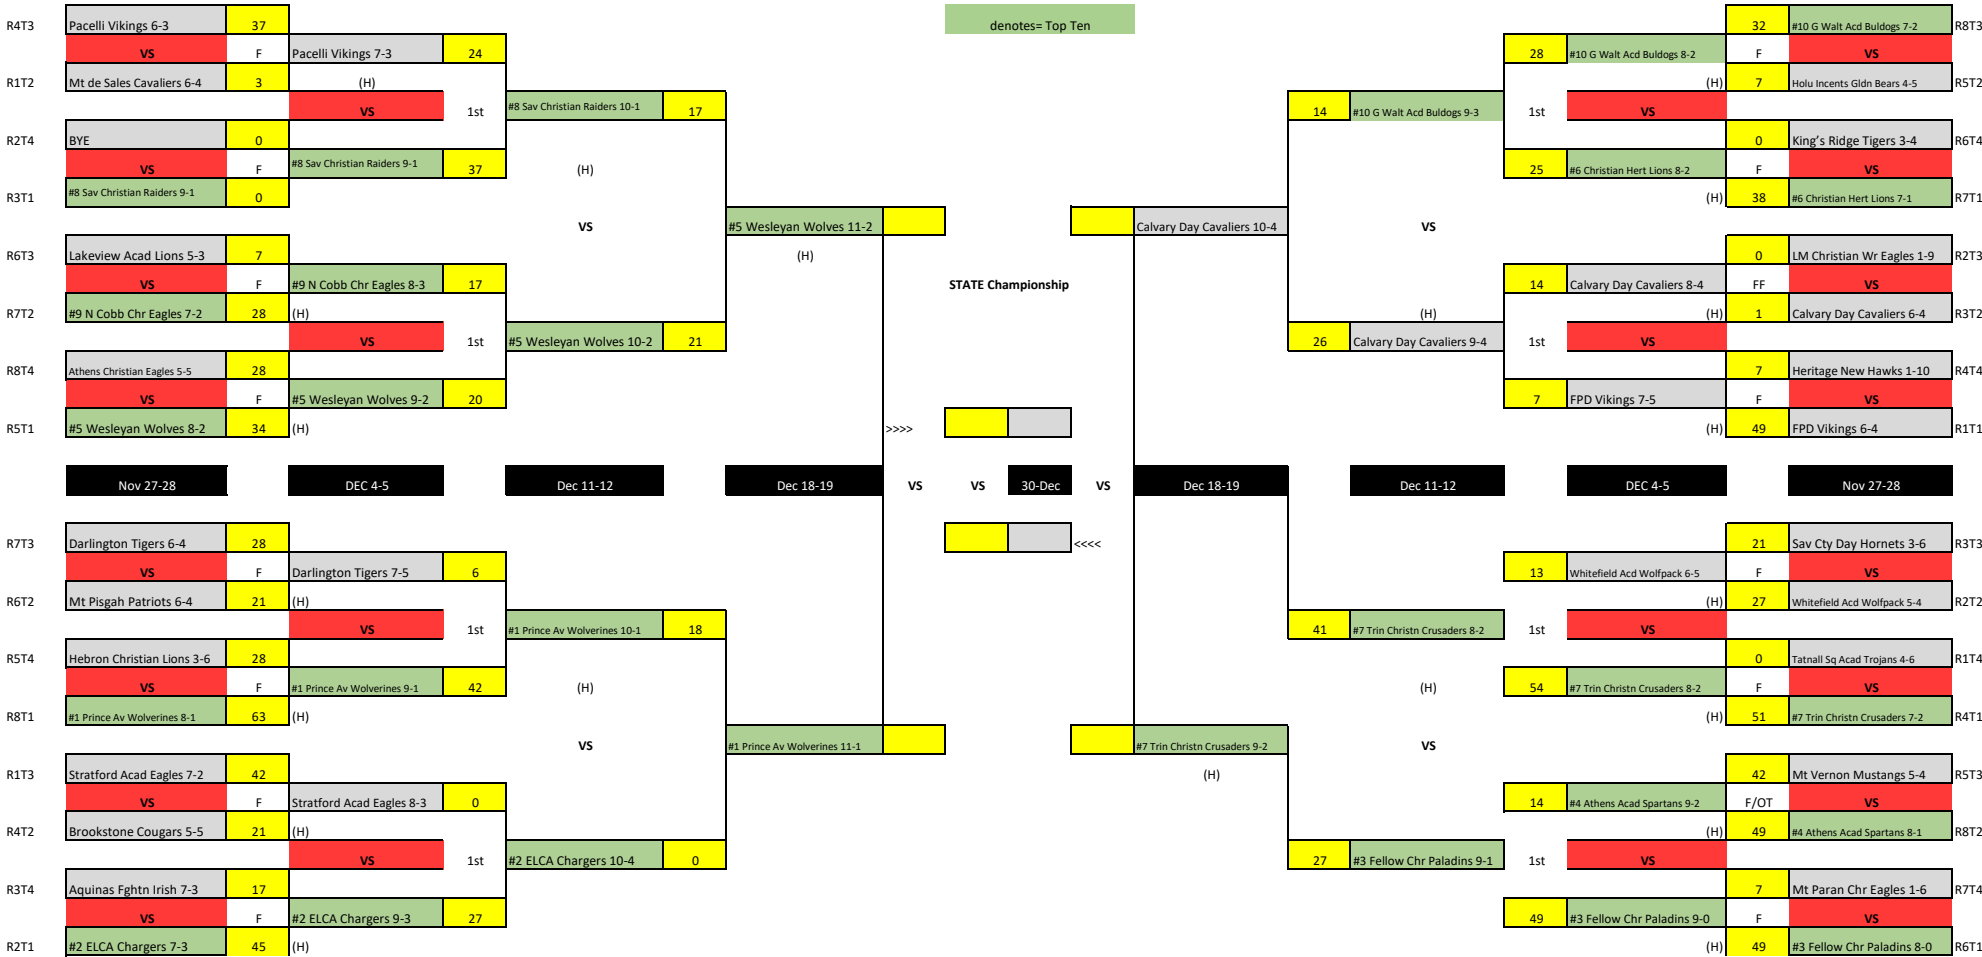 denotes= Top Ten
R4T3 Pacelli Vikings 6-3 37
32 #10 G Walt Acd Buldogs 7-2 R8T3
VS F Pacelli Vikings 7-3 24
28 #10 G Walt Acd Buldogs 8-2 F VS
R1T2 Mt de Sales Cavaliers 6-4 3 (H)
(H) 7 Holu Incents Gldn Bears 4-5 R5T2
VS 1st #8 Sav Christian Raiders 10-1 17
14 #10 G Walt Acd Buldogs 9-3 1st VS
R2T4 BYE 0
0 King's Ridge Tigers 3-4 R6T4
VS F #8 Sav Christian Raiders 9-1 37 (H)
25 #6 Christian Hert Lions 8-2 F VS
R3T1 #8 Sav Christian Raiders 9-1 0
(H) 38 #6 Christian Hert Lions 7-1 R7T1
VS #5 Wesleyan Wolves 11-2
Calvary Day Cavaliers 10-4 VS
R6T3 Lakeview Acad Lions 5-3 7 (H)
0 LM Christian Wr Eagles 1-9 R2T3
VS F #9 N Cobb Chr Eagles 8-3 17
STATE Championship
14 Calvary Day Cavaliers 8-4 FF VS
R7T2 #9 N Cobb Chr Eagles 7-2 28 (H)
(H) (H) 1 Calvary Day Cavaliers 6-4 R3T2
VS 1st #5 Wesleyan Wolves 10-2 21
26 Calvary Day Cavaliers 9-4 1st VS
R8T4 Athens Christian Eagles 5-5 28
7 Heritage New Hawks 1-10 R4T4
VS F #5 Wesleyan Wolves 9-2 20
7 FPD Vikings 7-5 F VS
R5T1 #5 Wesleyan Wolves 8-2 34 (H) >>>>
(H) 49 FPD Vikings 6-4 R1T1
Nov 27-28 DEC 4-5 Dec 11-12 Dec 18-19 VS VS 30-Dec VS Dec 18-19 Dec 11-12 DEC 4-5 Nov 27-28
R7T3 Darlington Tigers 6-4 28 <<<<
21 Sav Cty Day Hornets 3-6 R3T3
VS F Darlington Tigers 7-5 6
13 Whitefield Acd Wolfpack 6-5 F VS
R6T2 Mt Pisgah Patriots 6-4 21 (H)
(H) 27 Whitefield Acd Wolfpack 5-4 R2T2
VS 1st #1 Prince Av Wolverines 10-1 18
41 #7 Trin Christn Crusaders 8-2 1st VS
R5T4 Hebron Christian Lions 3-6 28
0 Tatnall Sq Acad Trojans 4-6 R1T4
VS F #1 Prince Av Wolverines 9-1 42 (H)
(H) 54 #7 Trin Christn Crusaders 8-2 F VS
R8T1 #1 Prince Av Wolverines 8-1 63 (H)
(H) 51 #7 Trin Christn Crusaders 7-2 R4T1
VS #1 Prince Av Wolverines 11-1
#7 Trin Christn Crusaders 9-2 VS
R1T3 Stratford Acad Eagles 7-2 42
(H) 42 Mt Vernon Mustangs 5-4 R5T3
VS F Stratford Acad Eagles 8-3 0
14 #4 Athens Acad Spartans 9-2 F/OT VS
R4T2 Brookstone Cougars 5-5 21 (H)
(H) 49 #4 Athens Acad Spartans 8-1 R8T2
VS 1st #2 ELCA Chargers 10-4 0
27 #3 Fellow Chr Paladins 9-1 1st VS
R3T4 Aquinas Fghtn Irish 7-3 17
7 Mt Paran Chr Eagles 1-6 R7T4
VS F #2 ELCA Chargers 9-3 27
49 #3 Fellow Chr Paladins 9-0 F VS
R2T1 #2 ELCA Chargers 7-3 45 (H)
(H) 49 #3 Fellow Chr Paladins 8-0 R6T1